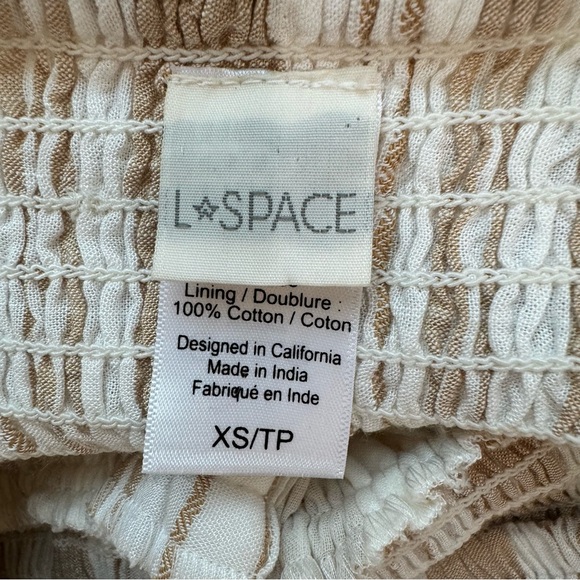 L★SPACE
Lining / Doublure :
100% Cotton / Coton
Designed in California
Made in India
Fabriqué en Inde
XS/TP